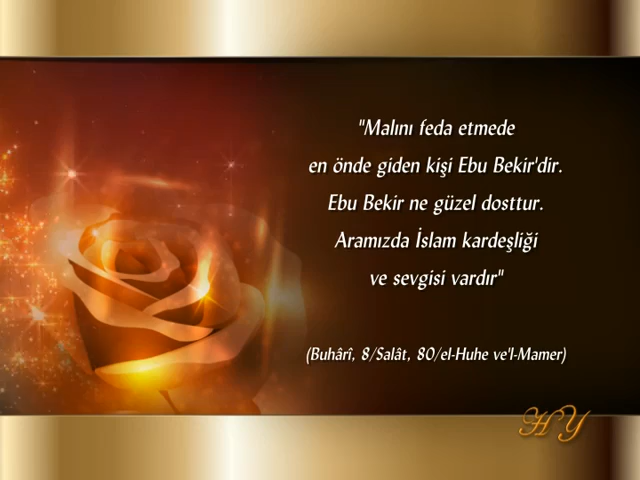 "Malını feda etmede
en önde giden kişi Ebu Bekir'dir.
Ebu Bekir ne güzel dosttur.
Aramızda İslam kardeşliği
ve sevgisi vardır"
(Buhârî, 8/Salât, 80/el-Huhe ve'l-Mamer)
HY